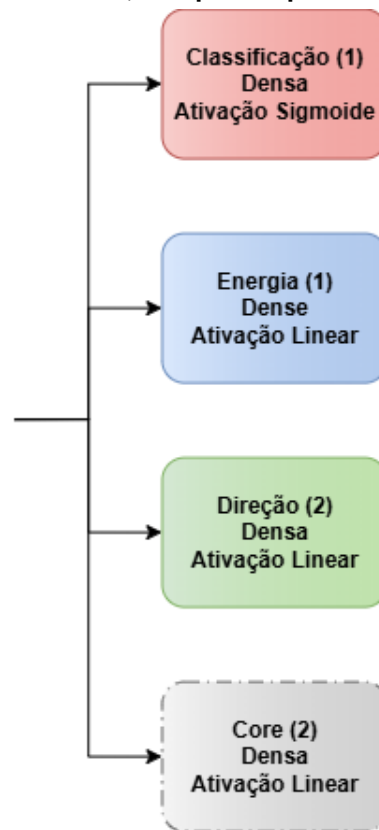 Classificação (1)
Densa
Ativação Sigmoide
Energia (1)
Dense
Ativação Linear
Direção (2)
Densa
Ativação Linear
Core (2)
Densa
Ativação Linear